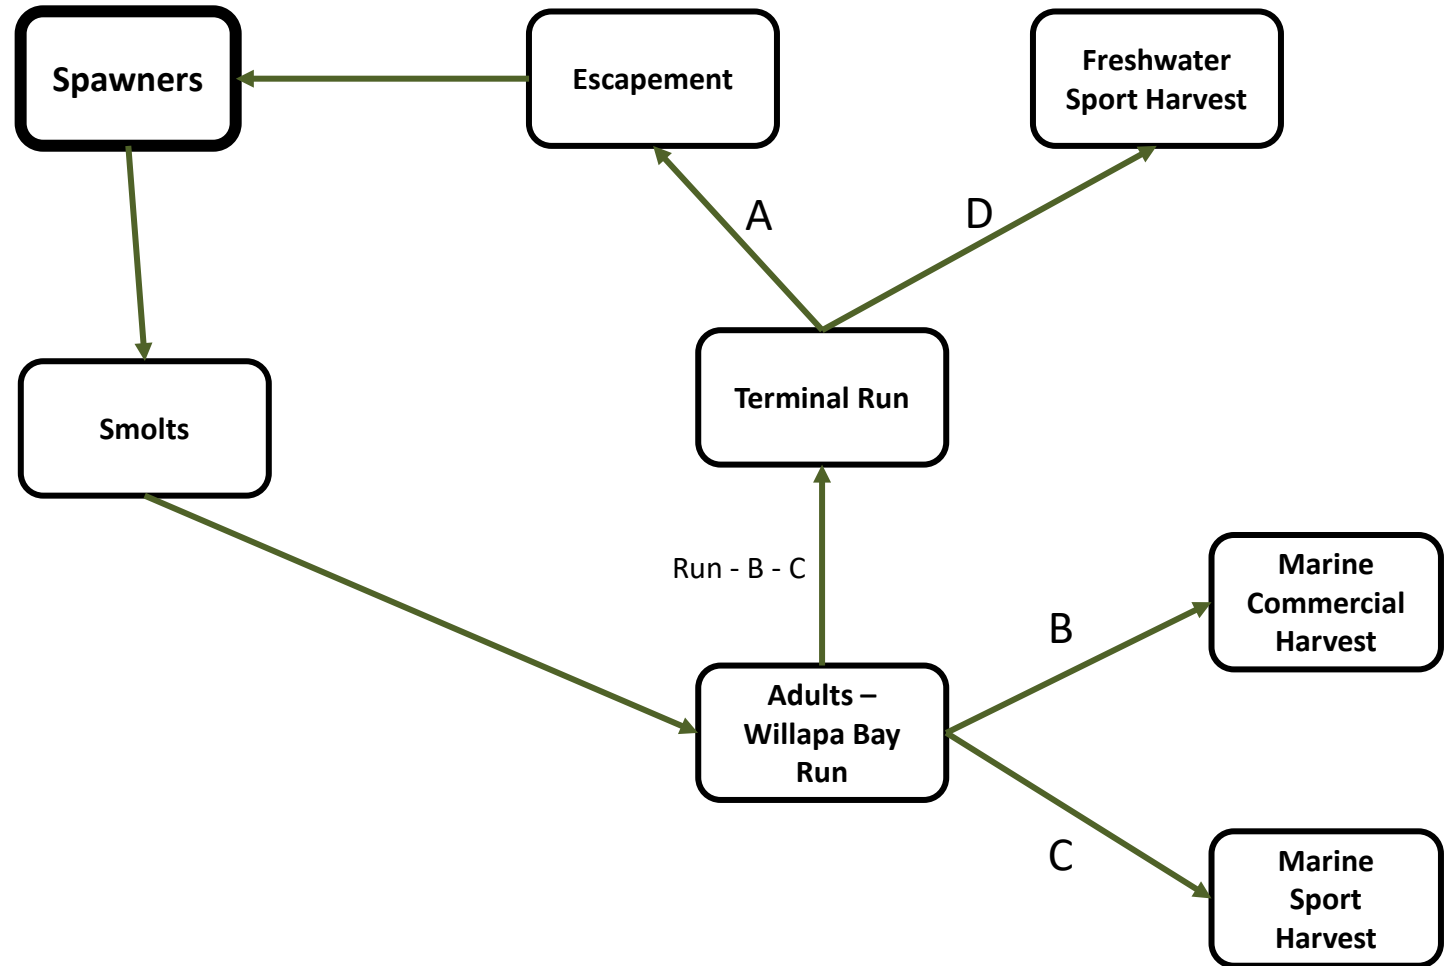 Spawners
Escapement
Freshwater
Sport Harvest
A
D
Smolts
Terminal Run
Run - B - C
Marine
Commercial
Harvest
B
Adults –
Willapa Bay
Run
C
Marine
Sport
Harvest